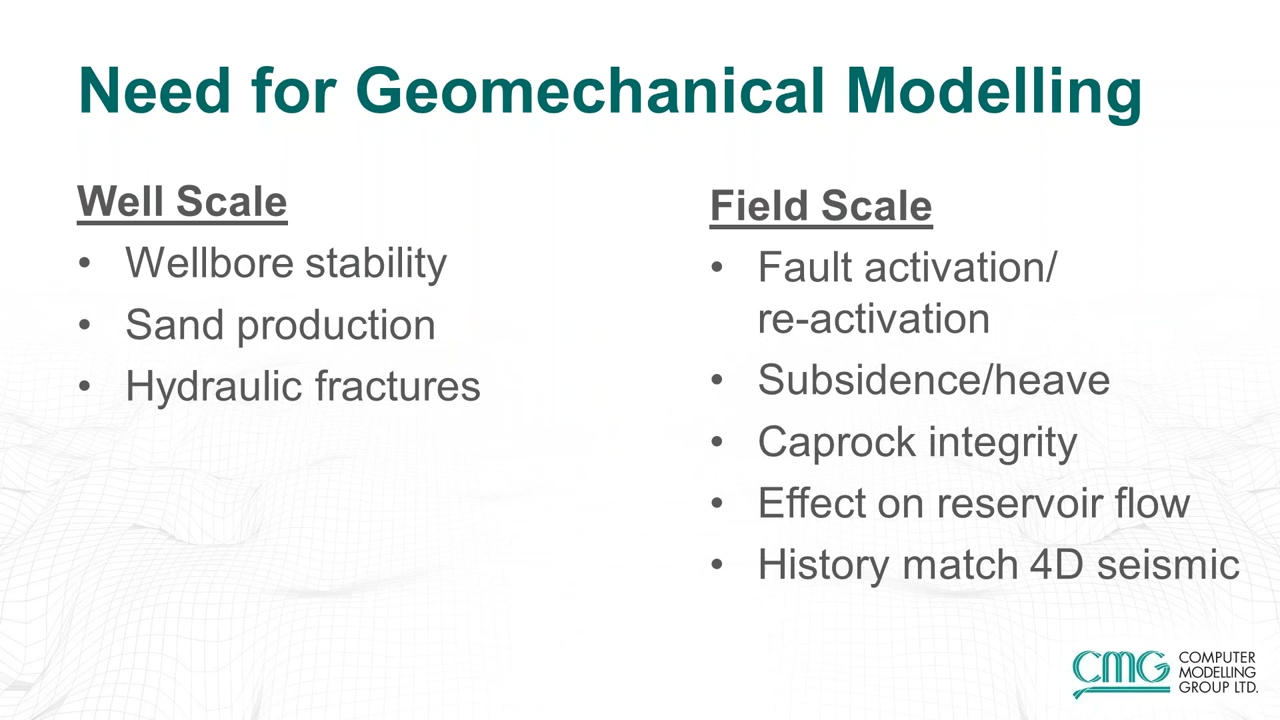 Need for Geomechanical Modelling
Well Scale
• Wellbore stability
• Sand production
• Hydraulic fractures
Field Scale
• Fault activation/
re-activation
• Subsidence/heave
• Caprock integrity
• Effect on reservoir flow
• History match 4D seismic
CMG
COMPUTER
MODELLING
GROUP LTD.